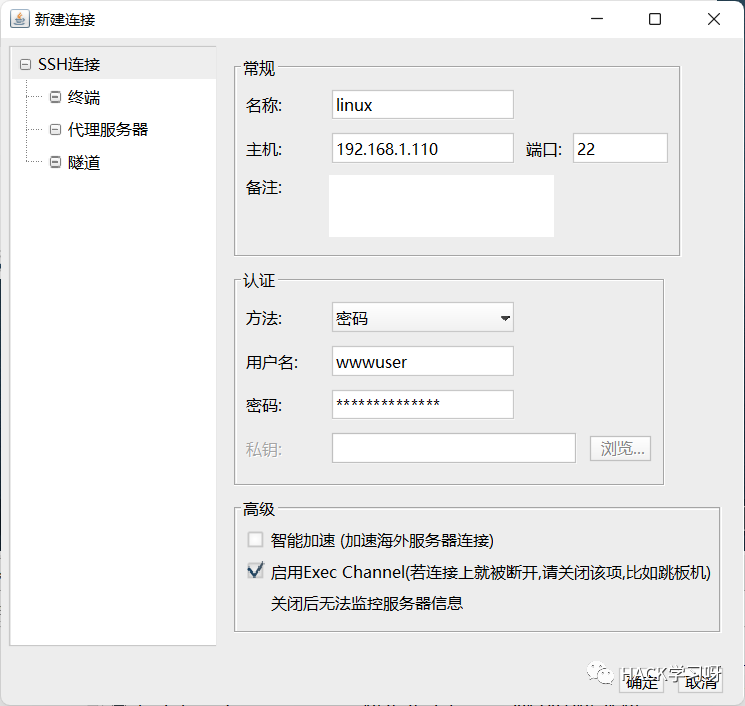 新建连接
SSH连接
终端
代理服务器
隧道
常规
名称: linux
主机: 192.168.1.110 端口: 22
备注:
认证
方法: 密码
用户名: wwwuser
密码: **************
私钥: 浏览...
高级
智能加速 (加速海外服务器连接)
启用Exec Channel(若连接上就被断开,请关闭该项,比如跳板机)
关闭后无法监控服务器信息
HACK学习呀
确定 取消